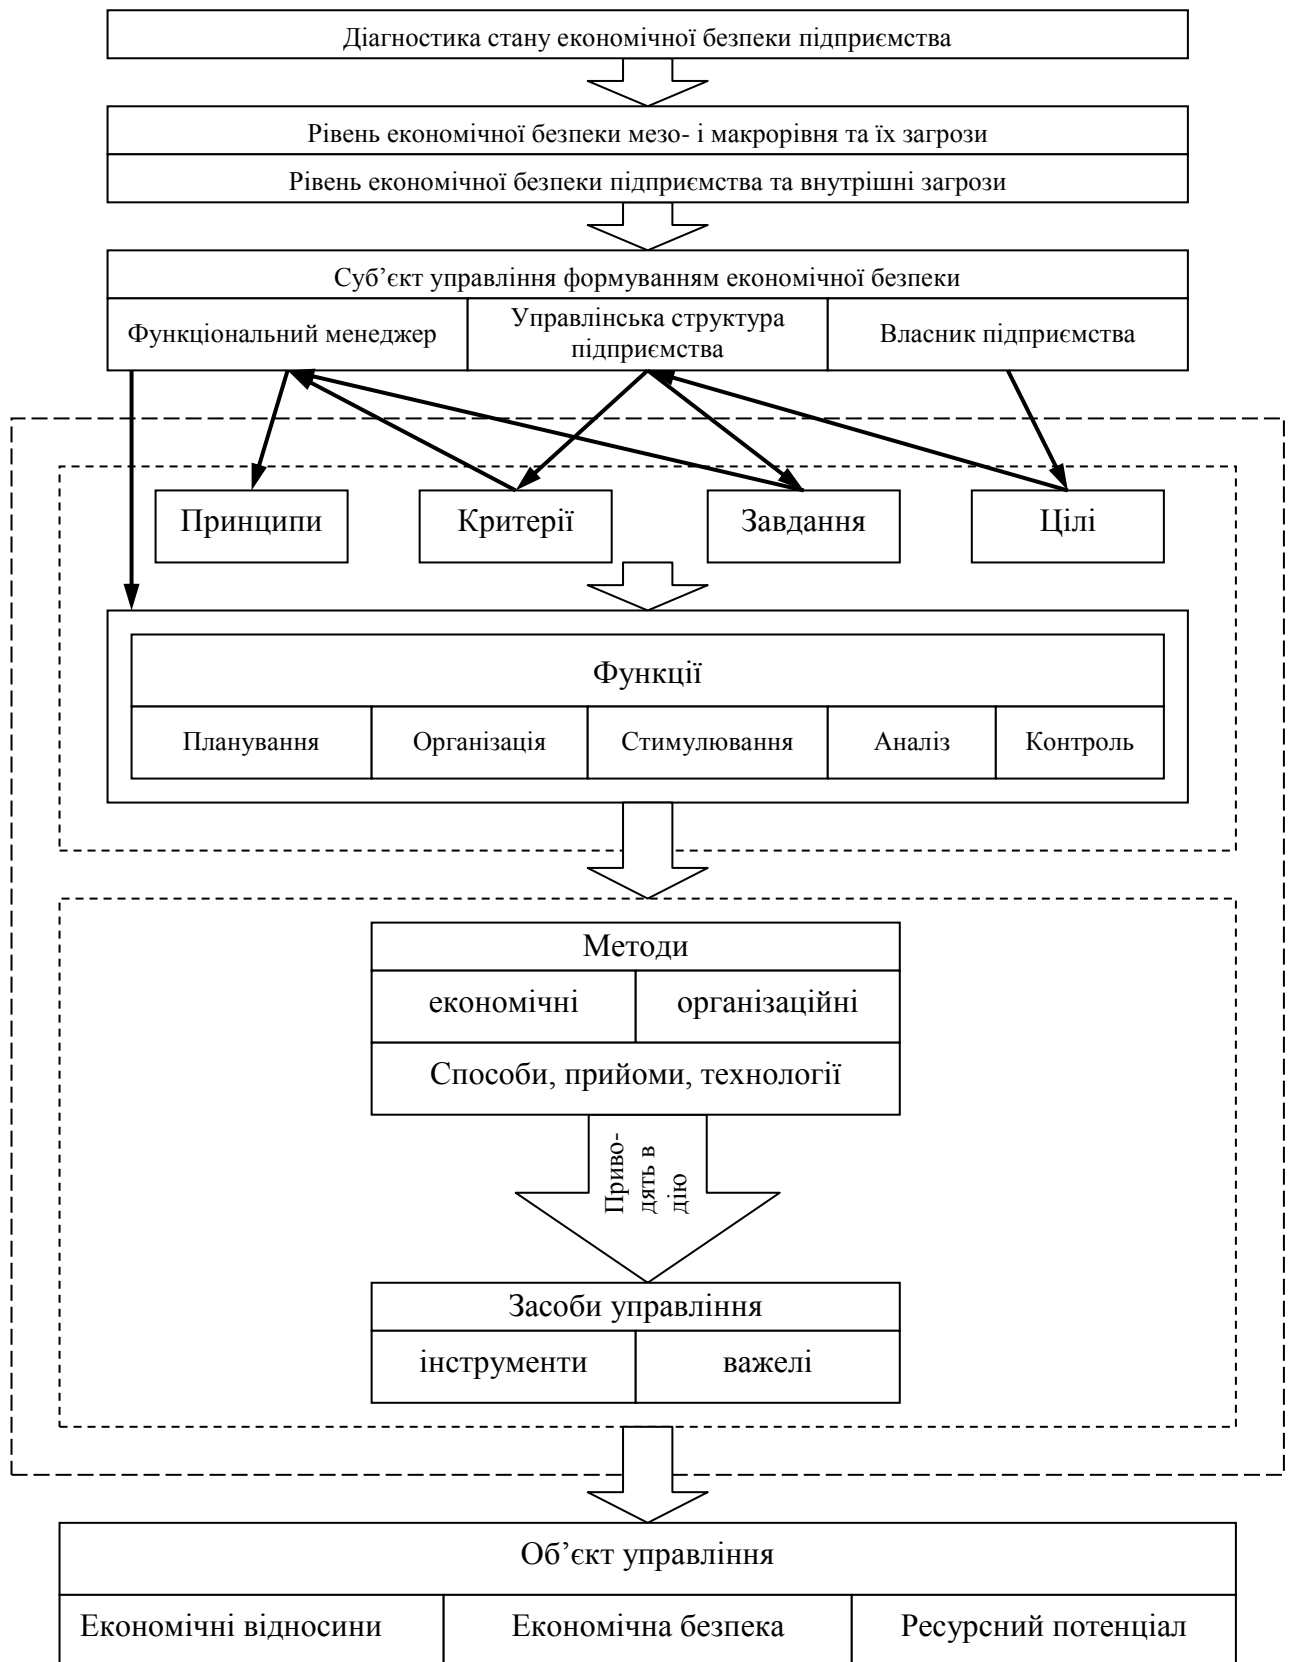 Діагностика стану економічної безпеки підприємства
Рівень економічної безпеки мезо- і макрорівня та їх загрози
Рівень економічної безпеки підприємства та внутрішні загрози
Суб’єкт управління формуванням економічної безпеки
Функціональний менеджер
Управлінська структура
підприємства
Власник підприємства
Принципи
Критерії
Завдання
Цілі
Функції
Планування
Організація
Стимулювання
Аналіз
Контроль
Методи
економічні
організаційні
Способи, прийоми, технології
Приво-
дять в
дію
Засоби управління
інструменти
важелі
Об’єкт управління
Економічні відносини
Економічна безпека
Ресурсний потенціал